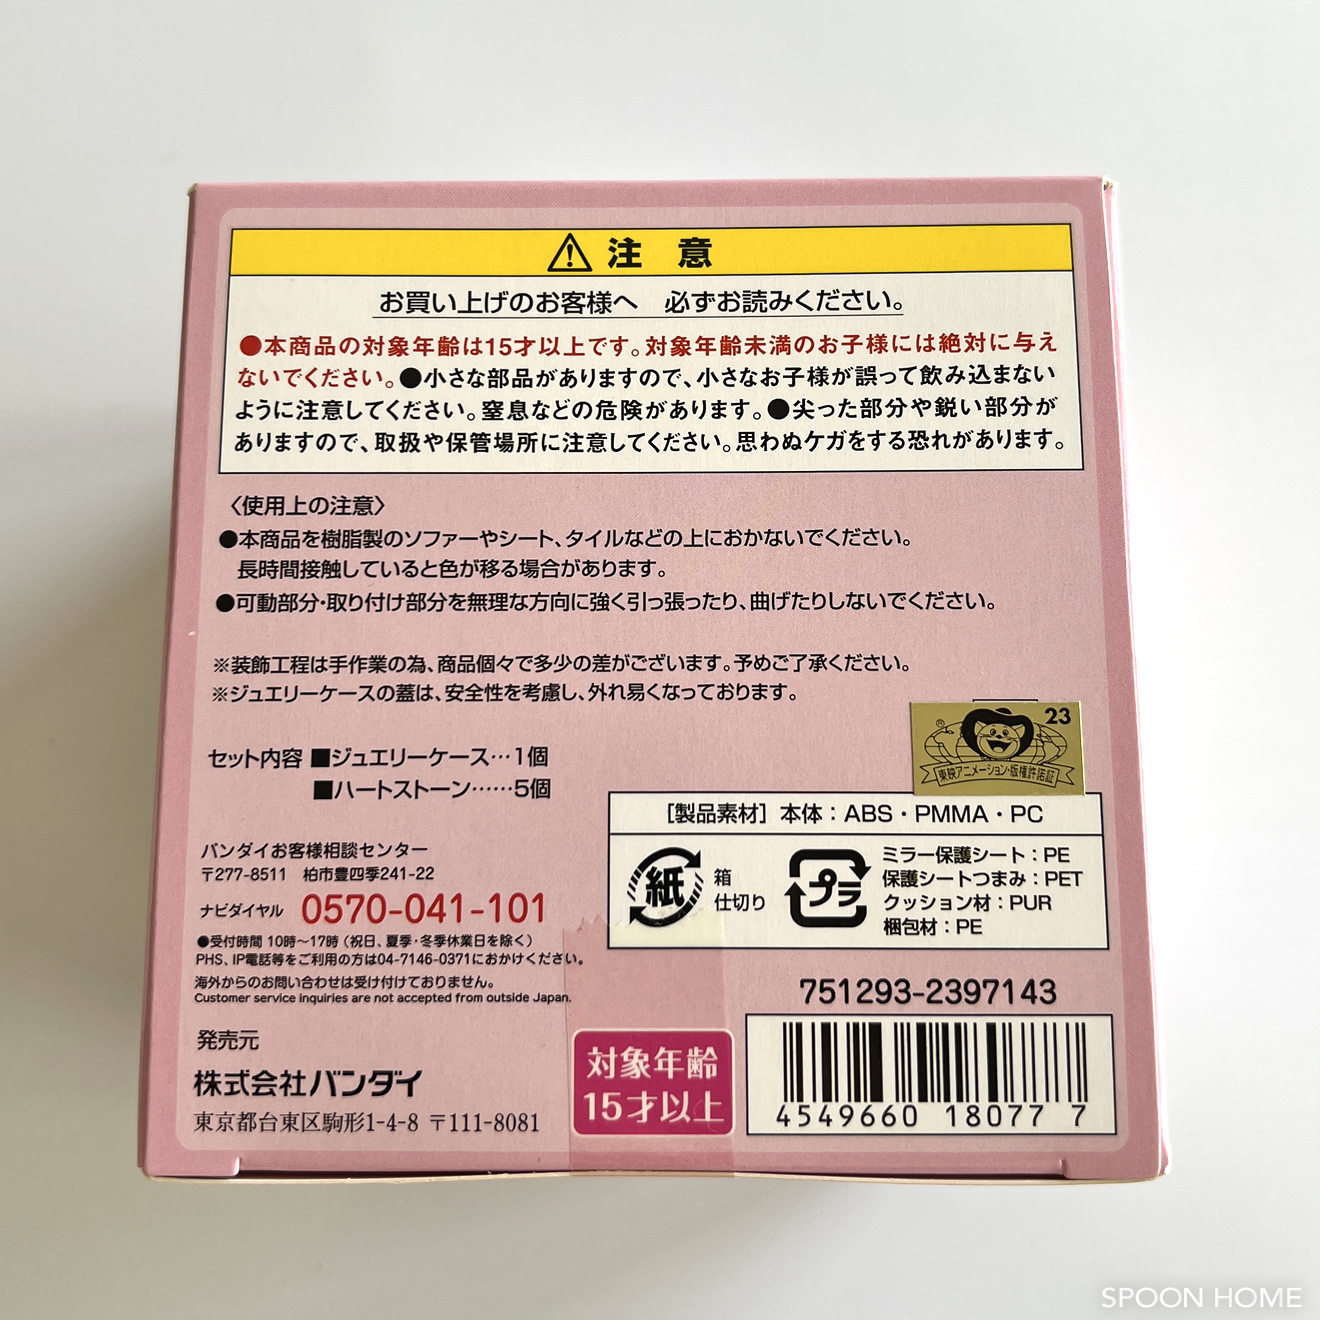 注 意
お買い上げのお客様へ 必ずお読みください。
●本商品の対象年齢は15才以上です。対象年齢未満のお子様には絶対に与え
ないでください。●小さな部品がありますので、小さなお子様が誤って飲み込まない
ように注意してください。窒息などの危険があります。●尖った部分や鋭い部分が
ありますので、取扱や保管場所に注意してください。思わぬケガをする恐れがあります。
〈使用上の注意〉
●本商品を樹脂製のソファーやシート、タイルなどの上におかないでください。
長時間接触していると色が移る場合があります。
●可動部分・取り付け部分を無理な方向に強く引っ張ったり、曲げたりしないでください。
※装飾工程は手作業の為、商品個々で多少の差がございます。予めご了承ください。
※ジュエリーケースの蓋は、安全性を考慮し、外れ易くなっております。
セット内容 ■ジュエリーケース…1個
■ハートストーン……5個
23
®
東映アニメーション・版権許諾証
[製品素材] 本体：ABS・PMMA・PC
紙
箱
仕切り
プラ
ミラー保護シート：PE
保護シートつまみ：PET
クッション材：PUR
梱包材：PE
バンダイお客様相談センター
〒277-8511 柏市豊四季241-22
ナビダイヤル 0570-041-101
●受付時間 10時～17時（祝日、夏季・冬季休業日を除く）
PHS、IP電話等をご利用の方は04-7146-0371におかけください。
海外からのお問い合わせは受け付けておりません。
Customer service inquiries are not accepted from outside Japan.
発売元
株式会社バンダイ
東京都台東区駒形1-4-8 〒111-8081
対象年齢
15才以上
751293-2397143
4549660 18077 7
SPOON HOME